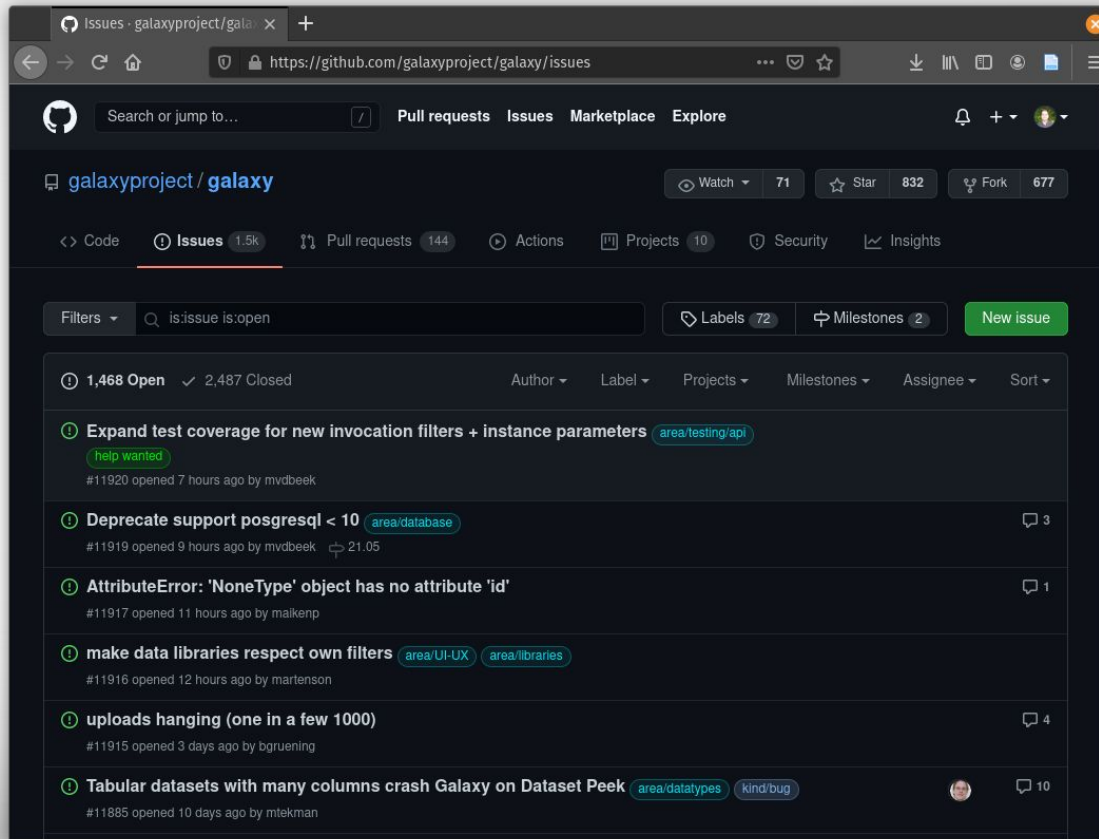 Issues · galaxyproject/gala
https://github.com/galaxyproject/galaxy/issues
Search or jump to… / Pull requests Issues Marketplace Explore
galaxyproject / galaxy Watch 71 Star 832 Fork 677
Code Issues 1.5k Pull requests 144 Actions Projects 10 Security Insights
Filters is:issue is:open Labels 72 Milestones 2 New issue
1,468 Open 2,487 Closed Author Label Projects Milestones Assignee Sort
Expand test coverage for new invocation filters + instance parameters area/testing/api
help wanted
#11920 opened 7 hours ago by mvdbeek
Deprecate support posgresql < 10 area/database 3
#11919 opened 9 hours ago by mvdbeek 21.05
AttributeError: 'NoneType' object has no attribute 'id' 1
#11917 opened 11 hours ago by maikenp
make data libraries respect own filters area/UI-UX area/libraries
#11916 opened 12 hours ago by martenson
uploads hanging (one in a few 1000) 4
#11915 opened 3 days ago by bgruening
Tabular datasets with many columns crash Galaxy on Dataset Peek area/datatypes kind/bug 10
#11885 opened 10 days ago by mtekman